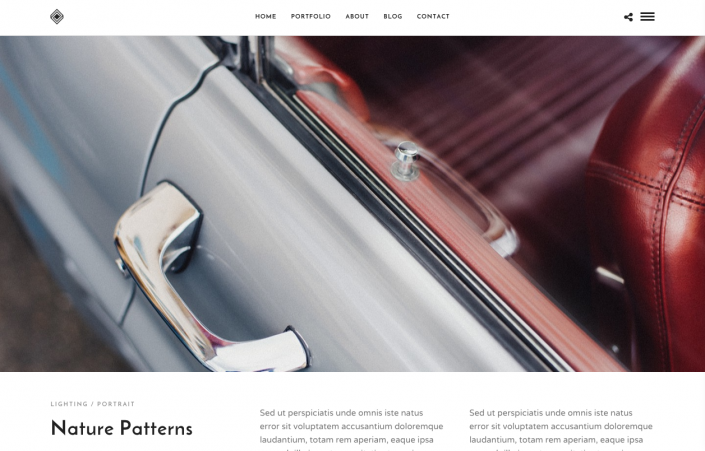 HOME PORTFOLIO ABOUT BLOG CONTACT
LIGHTING / PORTRAIT
Nature Patterns
Sed ut perspiciatis unde omnis iste natus
error sit voluptatem accusantium doloremque
laudantium, totam rem aperiam, eaque ipsa
Sed ut perspiciatis unde omnis iste natus
error sit voluptatem accusantium doloremque
laudantium, totam rem aperiam, eaque ipsa